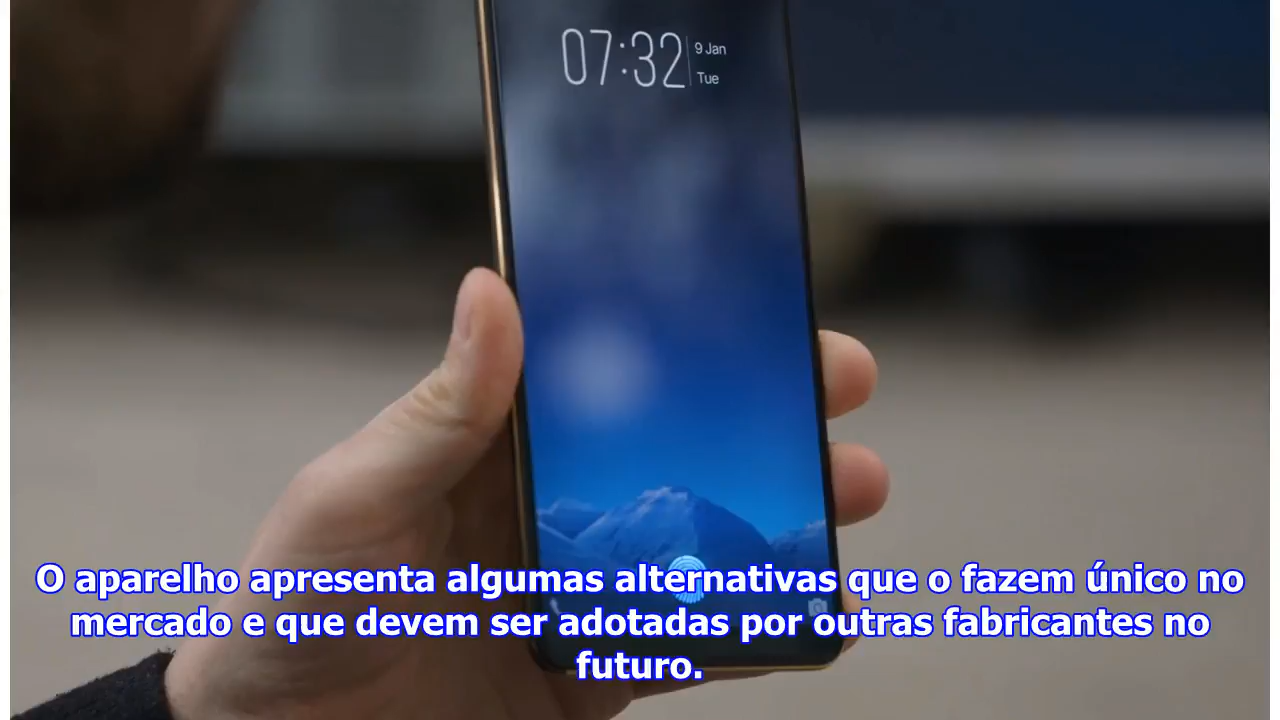 07:32
9 Jan
Tue
O aparelho apresenta algumas alternativas que o fazem único no
mercado e que devem ser adotadas por outras fabricantes no
futuro.